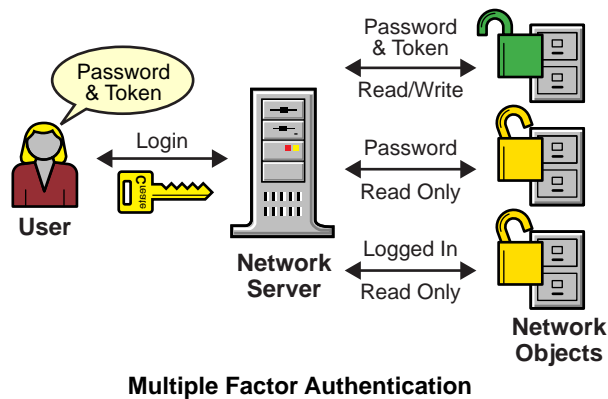 Password
& Token
Login
Create
User
Network
Server
Password
& Token
Read/Write
Password
Read Only
Logged In
Read Only
Network
Objects
Multiple Factor Authentication